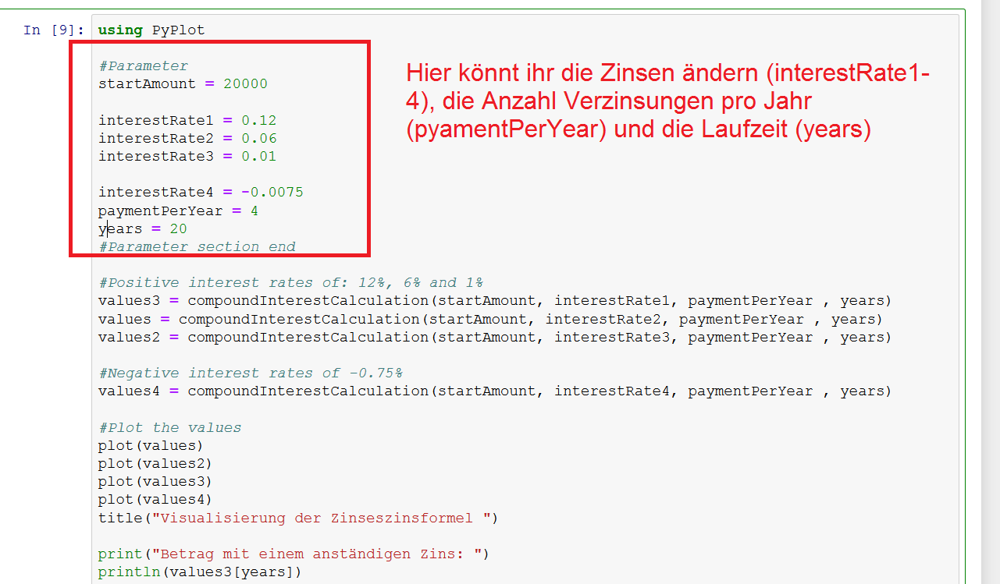 In [9]:
using PyPlot
#Parameter
startAmount = 20000
interestRate1 = 0.12
interestRate2 = 0.06
interestRate3 = 0.01
interestRate4 = -0.0075
paymentPerYear = 4
years = 20
#Parameter section end
Hier könnt ihr die Zinsen ändern (interestRate1-
4), die Anzahl Verzinsungen pro Jahr
(pyamentPerYear) und die Laufzeit (years)
#Positive interest rates of: 12%, 6% and 1%
values3 = compoundInterestCalculation(startAmount, interestRate1, paymentPerYear , years)
values = compoundInterestCalculation(startAmount, interestRate2, paymentPerYear , years)
values2 = compoundInterestCalculation(startAmount, interestRate3, paymentPerYear , years)
#Negative interest rates of -0.75%
values4 = compoundInterestCalculation(startAmount, interestRate4, paymentPerYear , years)
#Plot the values
plot(values)
plot(values2)
plot(values3)
plot(values4)
title("Visualisierung der Zinseszinsformel ")
print("Betrag mit einem anständigen Zins: ")
println(values3[years])